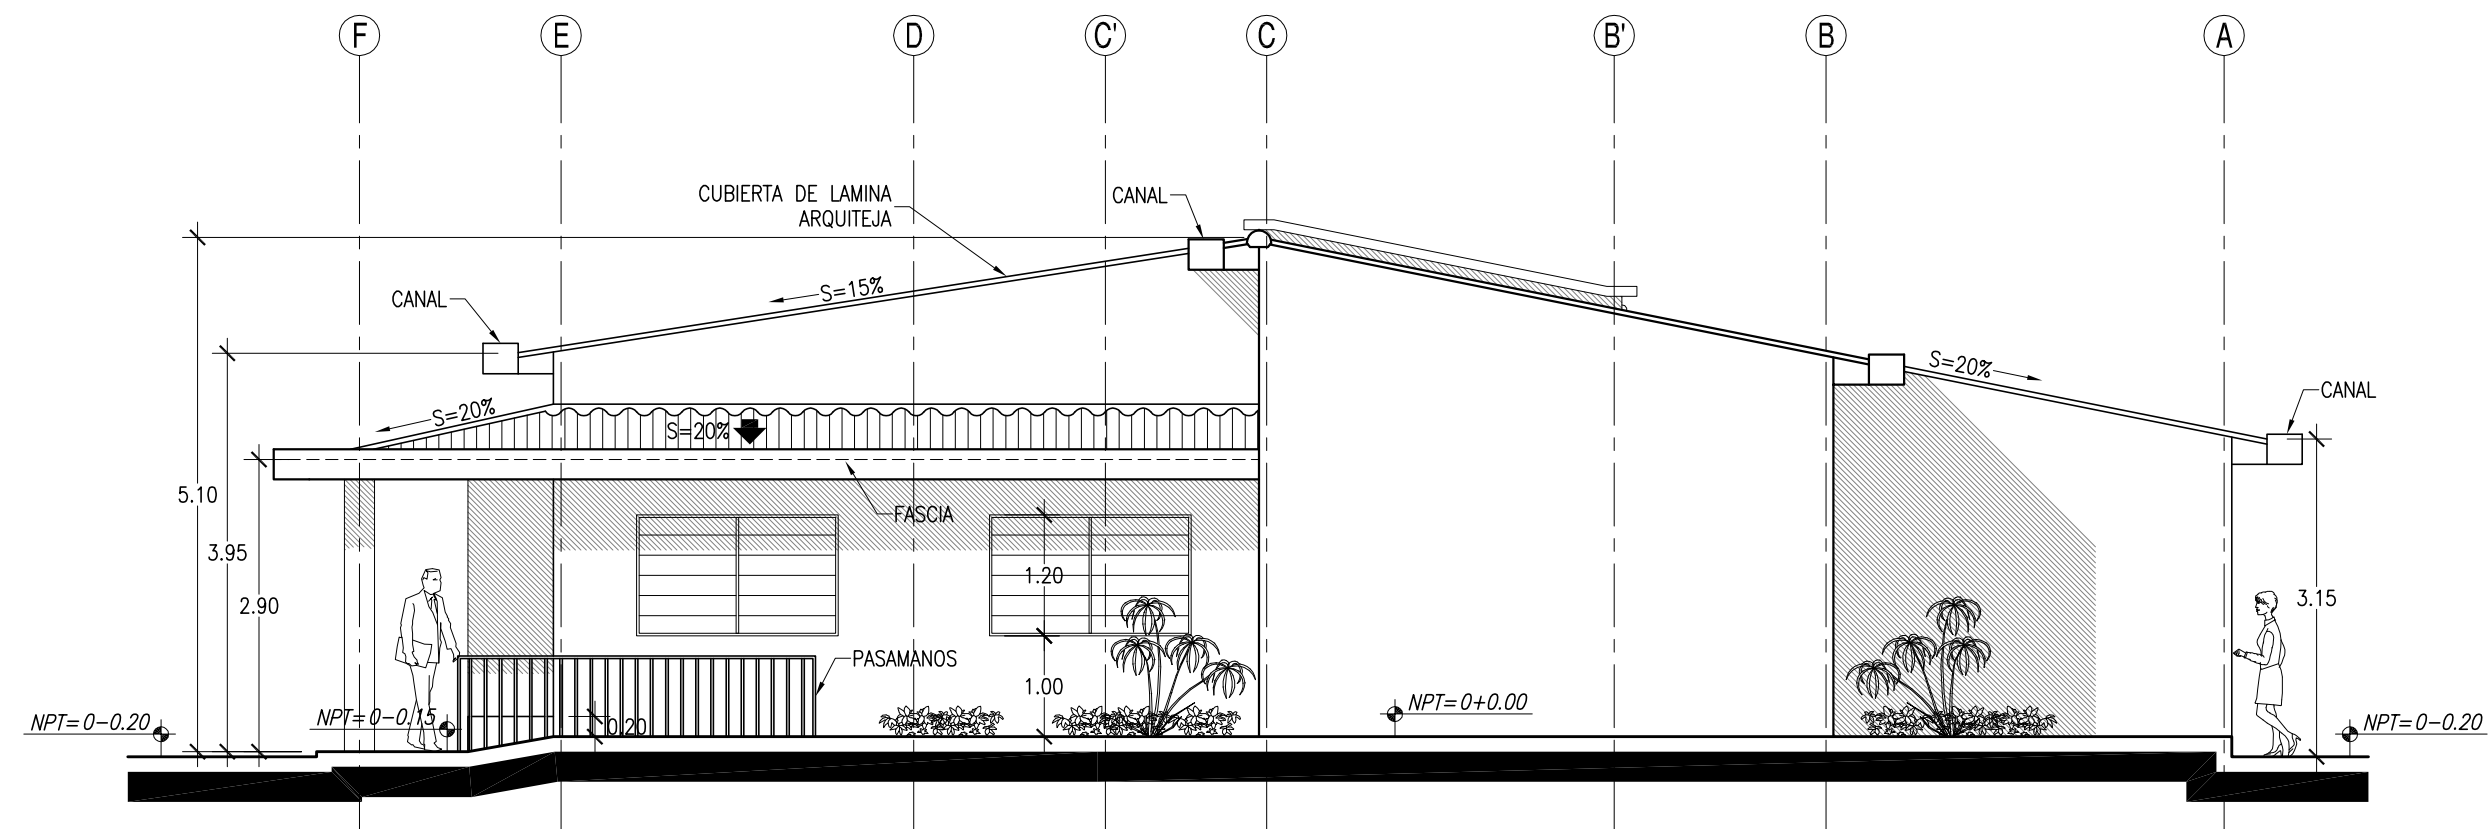 F E D C' C B' B A
CUBIERTA DE LAMINA
ARQUITEJA
CANAL
CANAL
S=15%
S=20%
CANAL
S=20%
S=20%
5.10
FASCIA
3.95
1.20
2.90
3.15
PASAMANOS
1.00
NPT=0-0.20
NPT=0-0.15
0.20
NPT=0+0.00
NPT=0-0.20